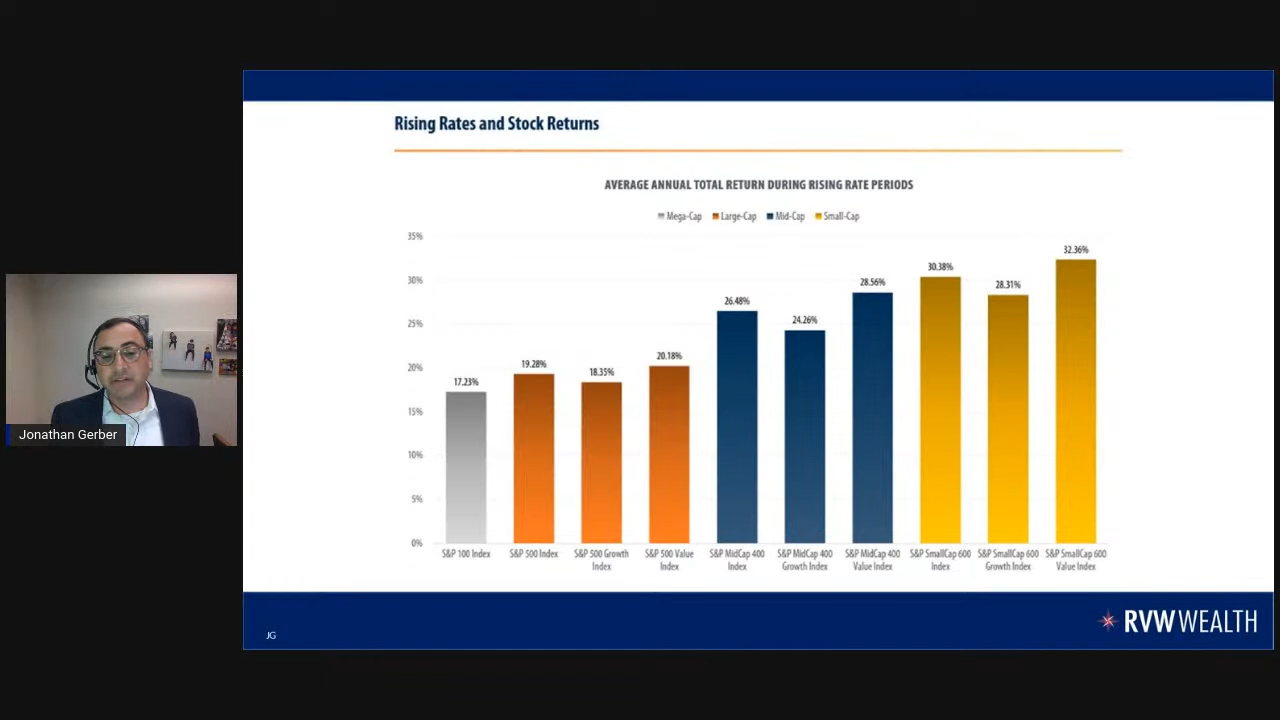 Rising Rates and Stock Returns
AVERAGE ANNUAL TOTAL RETURN DURING RISING RATE PERIODS
Mega-Cap Large-Cap Mid-Cap Small-Cap
35%
30%
25%
20%
15%
10%
5%
0%
17.23%
19.28%
18.35%
20.18%
26.48%
24.26%
28.56%
30.38%
28.31%
32.36%
S&P 100 Index
S&P 500 Index
S&P 500 Growth
Index
S&P 500 Value
Index
S&P MidCap 400
Index
S&P MidCap 400
Growth Index
S&P MidCap 400
Value Index
S&P SmallCap 600
Index
S&P SmallCap 600
Growth Index
S&P SmallCap 600
Value Index
Jonathan Gerber
JG
RVW WEALTH